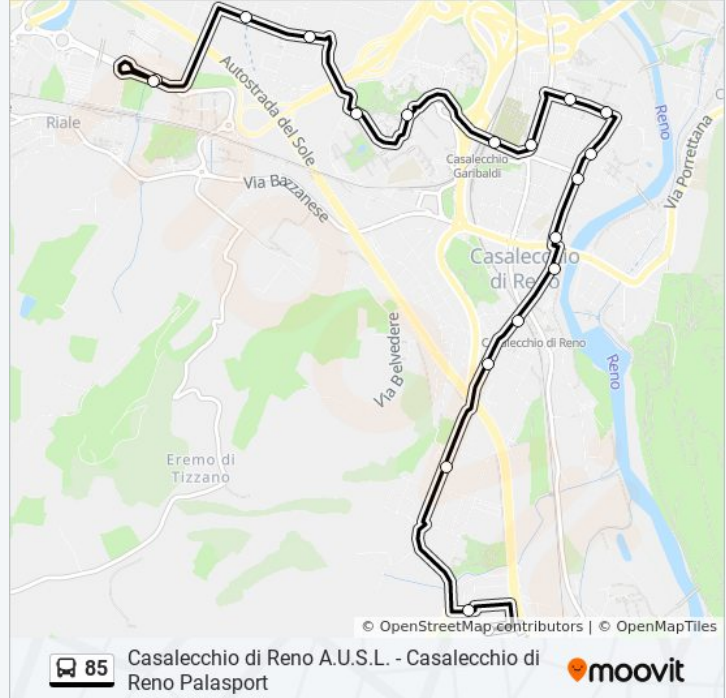 Autostrada del Sole
Riale
Reno
Via Porrettana
Casalecchio
Garibaldi
Via Bazzanese
Casalecchio
di Reno
Via Belvedere
Casalecchio di Reno
Reno
Eremo di
Tizzano
© OpenStreetMap contributors | © OpenMapTiles
85
Casalecchio di Reno A.U.S.L. - Casalecchio di
Reno Palasport
moovit